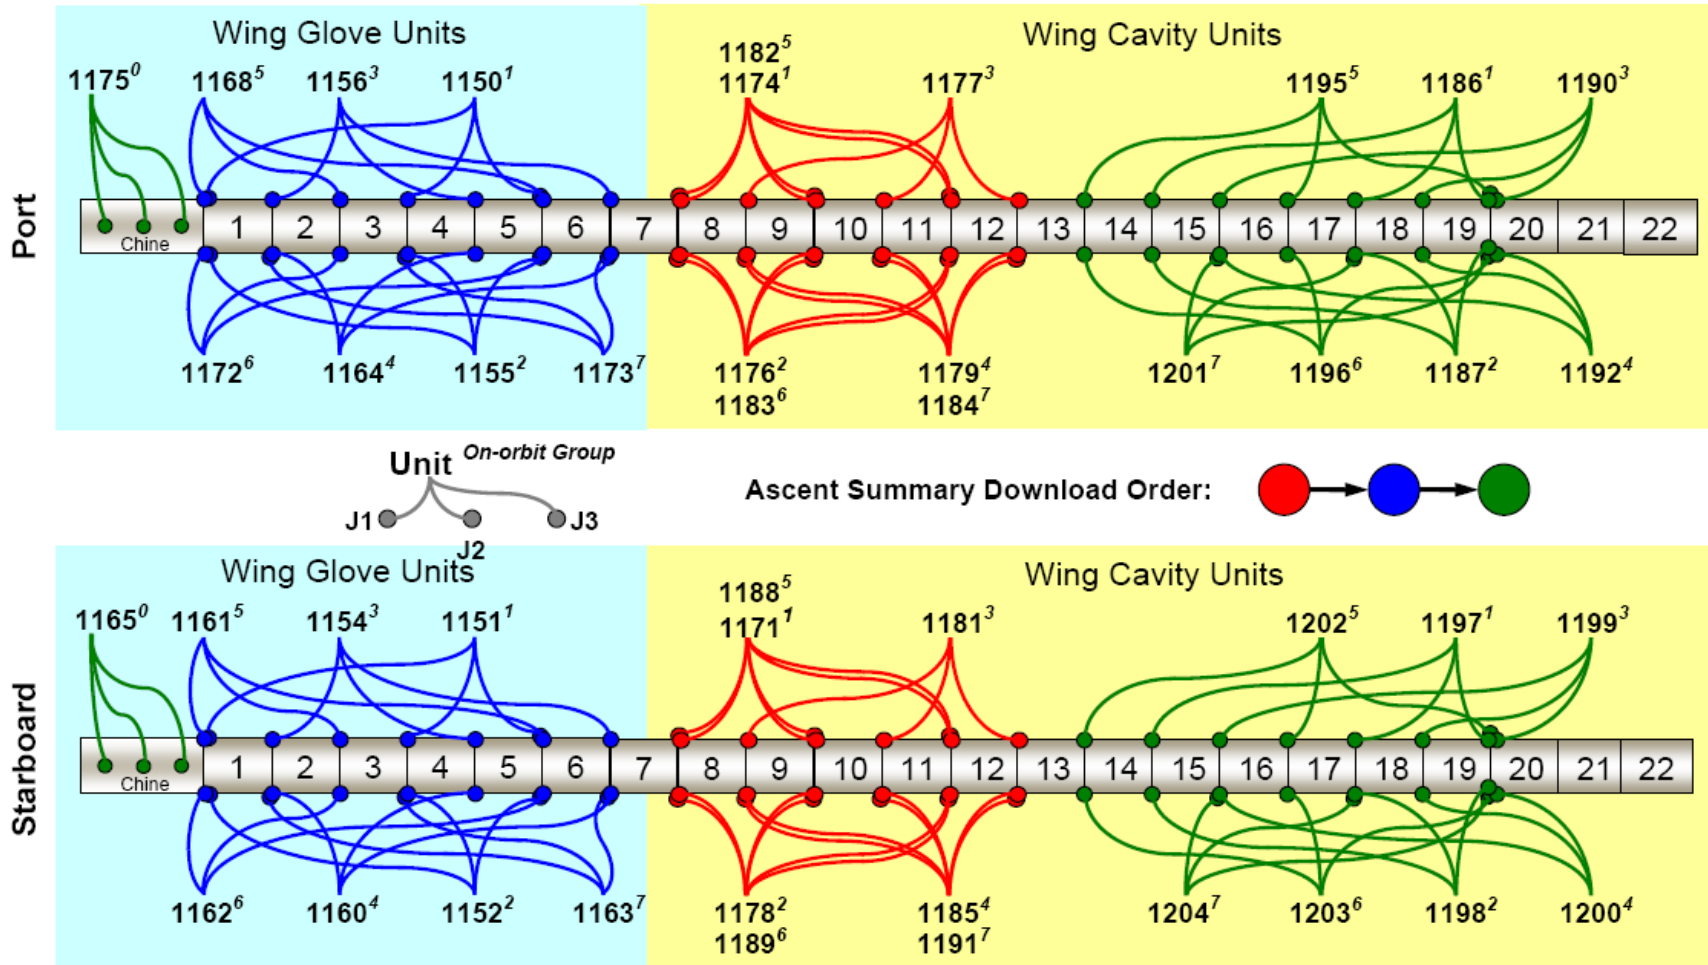 Wing Glove Units
Wing Cavity Units
1182⁵
1175⁰ 1168⁵ 1156³ 1150¹ 1174¹ 1177³ 1195⁵ 1186¹ 1190³
Port
Chine 1 2 3 4 5 6 7 8 9 10 11 12 13 14 15 16 17 18 19 20 21 22
1172⁶ 1164⁴ 1155² 1173⁷ 1176² 1179⁴ 1201⁷ 1196⁶ 1187² 1192⁴
1183⁶ 1184⁷
Unit On-orbit Group
J1 J3
J2
Ascent Summary Download Order:
Wing Glove Units
Wing Cavity Units
1188⁵
1165⁰ 1161⁵ 1154³ 1151¹ 1171¹ 1181³ 1202⁵ 1197¹ 1199³
Starboard
Chine 1 2 3 4 5 6 7 8 9 10 11 12 13 14 15 16 17 18 19 20 21 22
1162⁶ 1160⁴ 1152² 1163⁷ 1178² 1185⁴ 1204⁷ 1203⁶ 1198² 1200⁴
1189⁶ 1191⁷